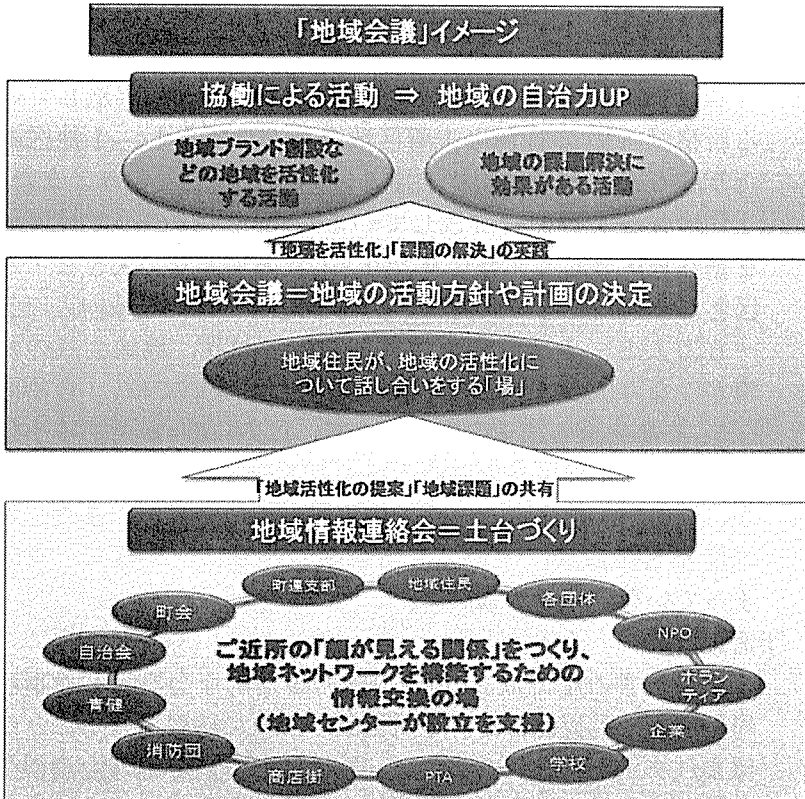 「地域会議」イメージ
協働による活動 ⇒ 地域の自治力UP
地域ブランド創設な
どの地域を活性化
する活動
地域の課題解決に
効果がある活動
「地域を活性化」「課題の解決」の実践
地域会議＝地域の活動方針や計画の決定
地域住民が、地域の活性化に
ついて話し合いをする「場」
「地域活性化の提案」「地域課題」の共有
地域情報連絡会＝土台づくり
町連支部
地域住民
各団体
NPO
ボラン
ティア
企業
学校
PTA
商店街
消防団
青健
自治会
町会
ご近所の「顔が見える関係」をつくり、
地域ネットワークを構築するための
情報交換の場
（地域センターが設立を支援）